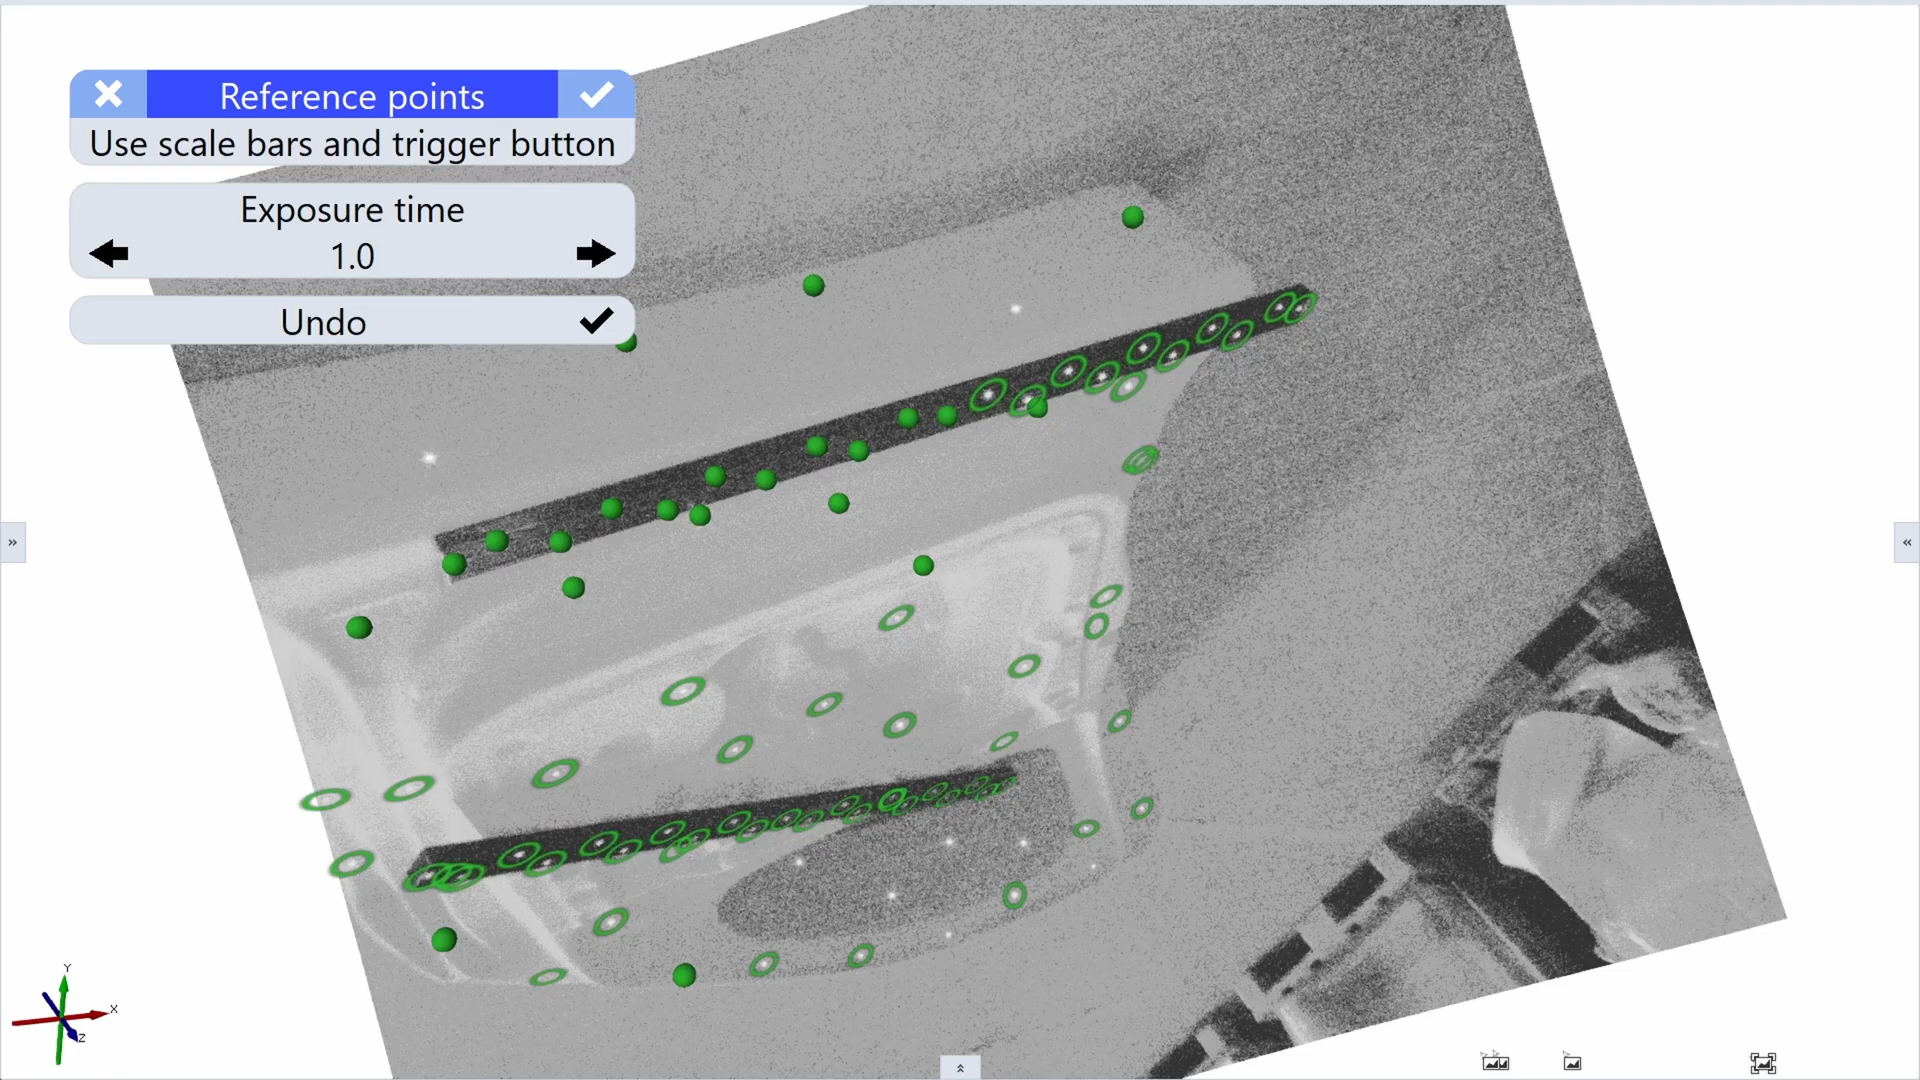 Reference points
Use scale bars and trigger button
Exposure time
1.0
Undo
»
«
Y
X
Z